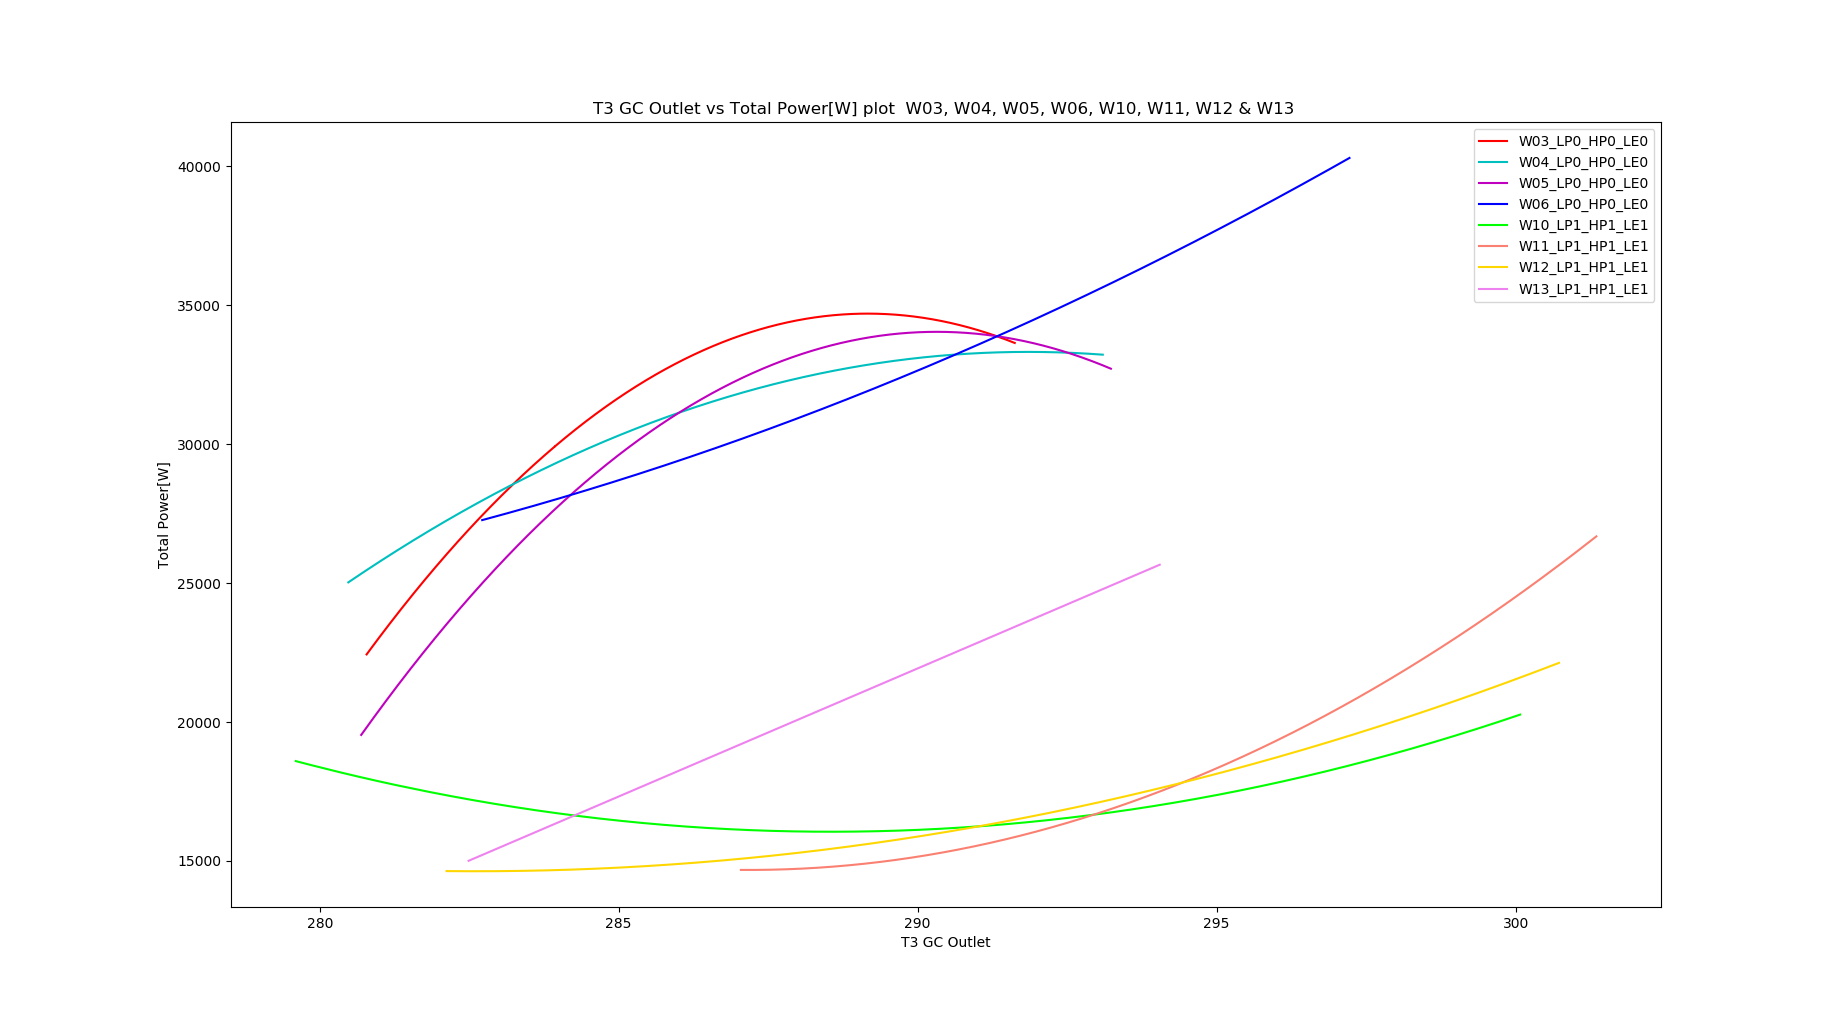 T3 GC Outlet vs Total Power[W] plot  W03, W04, W05, W06, W10, W11, W12 & W13
W03_LP0_HP0_LE0
W04_LP0_HP0_LE0
W05_LP0_HP0_LE0
W06_LP0_HP0_LE0
W10_LP1_HP1_LE1
W11_LP1_HP1_LE1
W12_LP1_HP1_LE1
W13_LP1_HP1_LE1
Total Power[W]
40000
35000
30000
25000
20000
15000
280 285 290 295 300
T3 GC Outlet